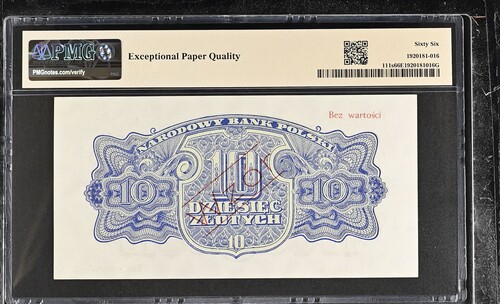 PMG
PMGnotes.com/verify
Exceptional Paper Quality
Sixty Six
1920181-016
111s66E1920181016G
Bez wartości
NARODOWY BANK POLSKI
10
10
10
DZIESIĘĆ
ZŁOTYCH
10